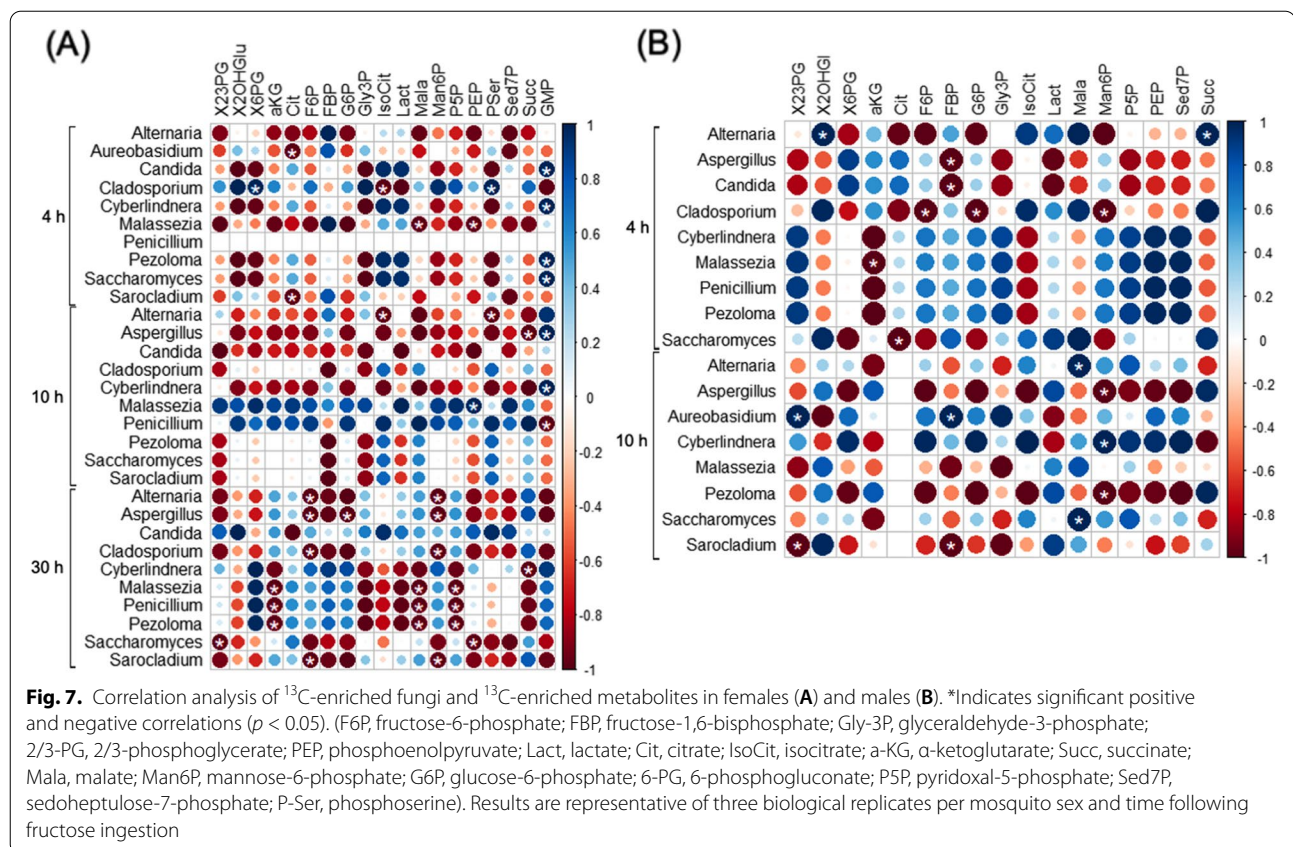 (A)
X23PG X2OHGlu X6PG aKG Cit F6P FBP G6P Gly3P IsoCit Lact Mala Man6P P5P PEP PSer Sed7P Succ GMP
4 h
Alternaria
Aureobasidium
Candida
Cladosporium
Cyberlindnera
Malassezia
Penicillium
Pezoloma
Saccharomyces
Sarocladium
10 h
Alternaria
Aspergillus
Candida
Cladosporium
Cyberlindnera
Malassezia
Penicillium
Pezoloma
Saccharomyces
Sarocladium
30 h
Alternaria
Aspergillus
Candida
Cladosporium
Cyberlindnera
Malassezia
Penicillium
Pezoloma
Saccharomyces
Sarocladium
1
0.8
0.6
0.4
0.2
0
-0.2
-0.4
-0.6
-0.8
-1
(B)
X23PG X2OHGl X6PG aKG Cit F6P FBP G6P Gly3P IsoCit Lact Mala Man6P P5P PEP Sed7P Succ
4 h
Alternaria
Aspergillus
Candida
Cladosporium
Cyberlindnera
Malassezia
Penicillium
Pezoloma
Saccharomyces
10 h
Alternaria
Aspergillus
Aureobasidium
Cyberlindnera
Malassezia
Pezoloma
Saccharomyces
Sarocladium
1
0.8
0.6
0.4
0.2
0
-0.2
-0.4
-0.6
-0.8
-1
Fig. 7. Correlation analysis of ¹³C-enriched fungi and ¹³C-enriched metabolites in females (A) and males (B). *Indicates significant positive
and negative correlations (p < 0.05). (F6P, fructose-6-phosphate; FBP, fructose-1,6-bisphosphate; Gly-3P, glyceraldehyde-3-phosphate;
2/3-PG, 2/3-phosphoglycerate; PEP, phosphoenolpyruvate; Lact, lactate; Cit, citrate; IsoCit, isocitrate; a-KG, α-ketoglutarate; Succ, succinate;
Mala, malate; Man6P, mannose-6-phosphate; G6P, glucose-6-phosphate; 6-PG, 6-phosphogluconate; P5P, pyridoxal-5-phosphate; Sed7P,
sedoheptulose-7-phosphate; P-Ser, phosphoserine). Results are representative of three biological replicates per mosquito sex and time following
fructose ingestion